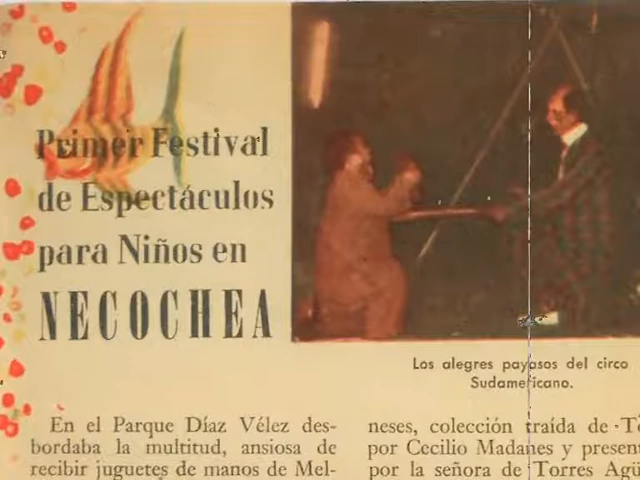 Primer Festival
de Espectáculos
para Niños en
NECOCHEA
Los alegres payasos del circo
Sudamericano.
En el Parque Díaz Vélez des-
bordaba la multitud, ansiosa de
recibir juguetes de manos de Mel-
neses, colección traída de
por Cecilio Madanes y present
por la señora de Torres Agü